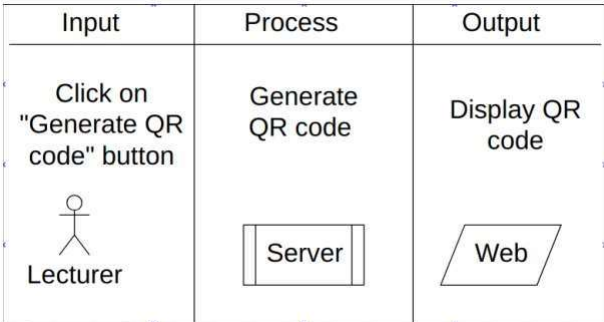 Input
Process
Output
Click on
"Generate QR
code" button
Generate
QR code
Display QR
code
Lecturer
Server
Web